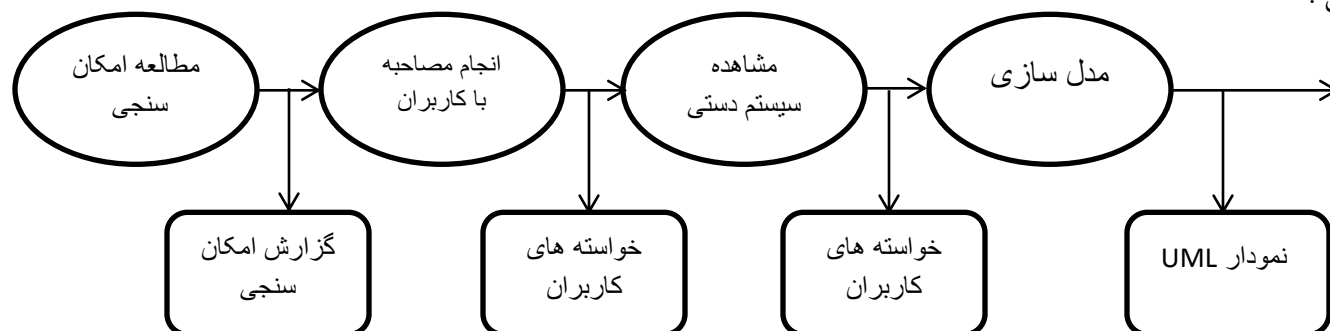 مطالعه امکان
سنجی
انجام مصاحبه
با کاربران
مشاهده
سیستم دستی
مدل سازی
گزارش امکان
سنجی
خواسته های
کاربران
خواسته های
کاربران
نمودار UML